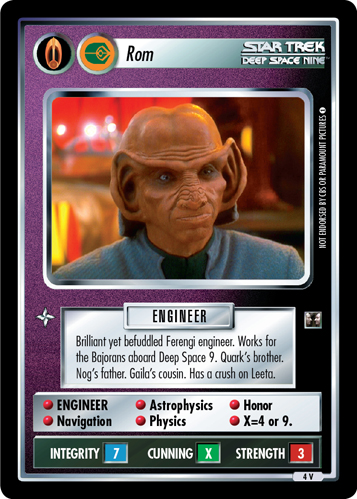 Rom
STAR TREK
DEEP SPACE NINE
NOT ENDORSED BY CBS OR PARAMOUNT PICTURES
ENGINEER
Brilliant yet befuddled Ferengi engineer. Works for
the Bajorans aboard Deep Space 9. Quark's brother.
Nog's father. Gaila's cousin. Has a crush on Leeta.
ENGINEER
Astrophysics
Honor
Navigation
Physics
X=4 or 9.
INTEGRITY 7 CUNNING X STRENGTH 3
4 V